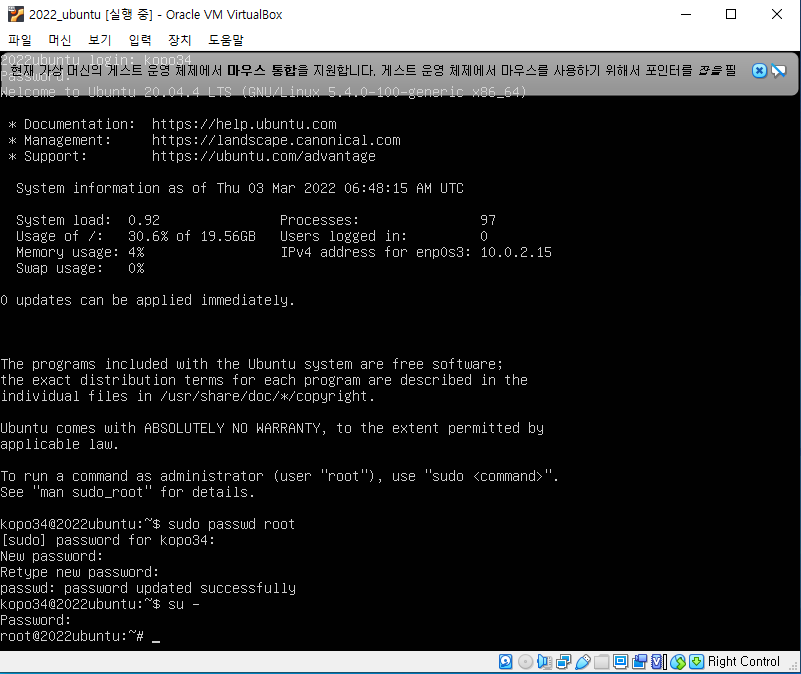 2022_ubuntu [실행 중] - Oracle VM VirtualBox
파일 머신 보기 입력 장치 도움말
2022ubuntu login: kopo34
Password:
현재 가상 머신의 게스트 운영 체제에서 마우스 통합을 지원합니다. 게스트 운영 체제에서 마우스를 사용하기 위해서 포인터를 잡을 필
Welcome to Ubuntu 20.04.4 LTS (GNU/Linux 5.4.0-100-generic x86_64)
* Documentation: https://help.ubuntu.com
* Management: https://landscape.canonical.com
* Support: https://ubuntu.com/advantage
System information as of Thu 03 Mar 2022 06:48:15 AM UTC
System load: 0.92 Processes: 97
Usage of /: 30.6% of 19.56GB Users logged in: 0
Memory usage: 4% IPv4 address for enp0s3: 10.0.2.15
Swap usage: 0%
0 updates can be applied immediately.
The programs included with the Ubuntu system are free software;
the exact distribution terms for each program are described in the
individual files in /usr/share/doc/*/copyright.
Ubuntu comes with ABSOLUTELY NO WARRANTY, to the extent permitted by
applicable law.
To run a command as administrator (user "root"), use "sudo <command>".
See "man sudo_root" for details.
kopo34@2022ubuntu:~$ sudo passwd root
[sudo] password for kopo34:
New password:
Retype new password:
passwd: password updated successfully
kopo34@2022ubuntu:~$ su -
Password:
root@2022ubuntu:~# _
Right Control